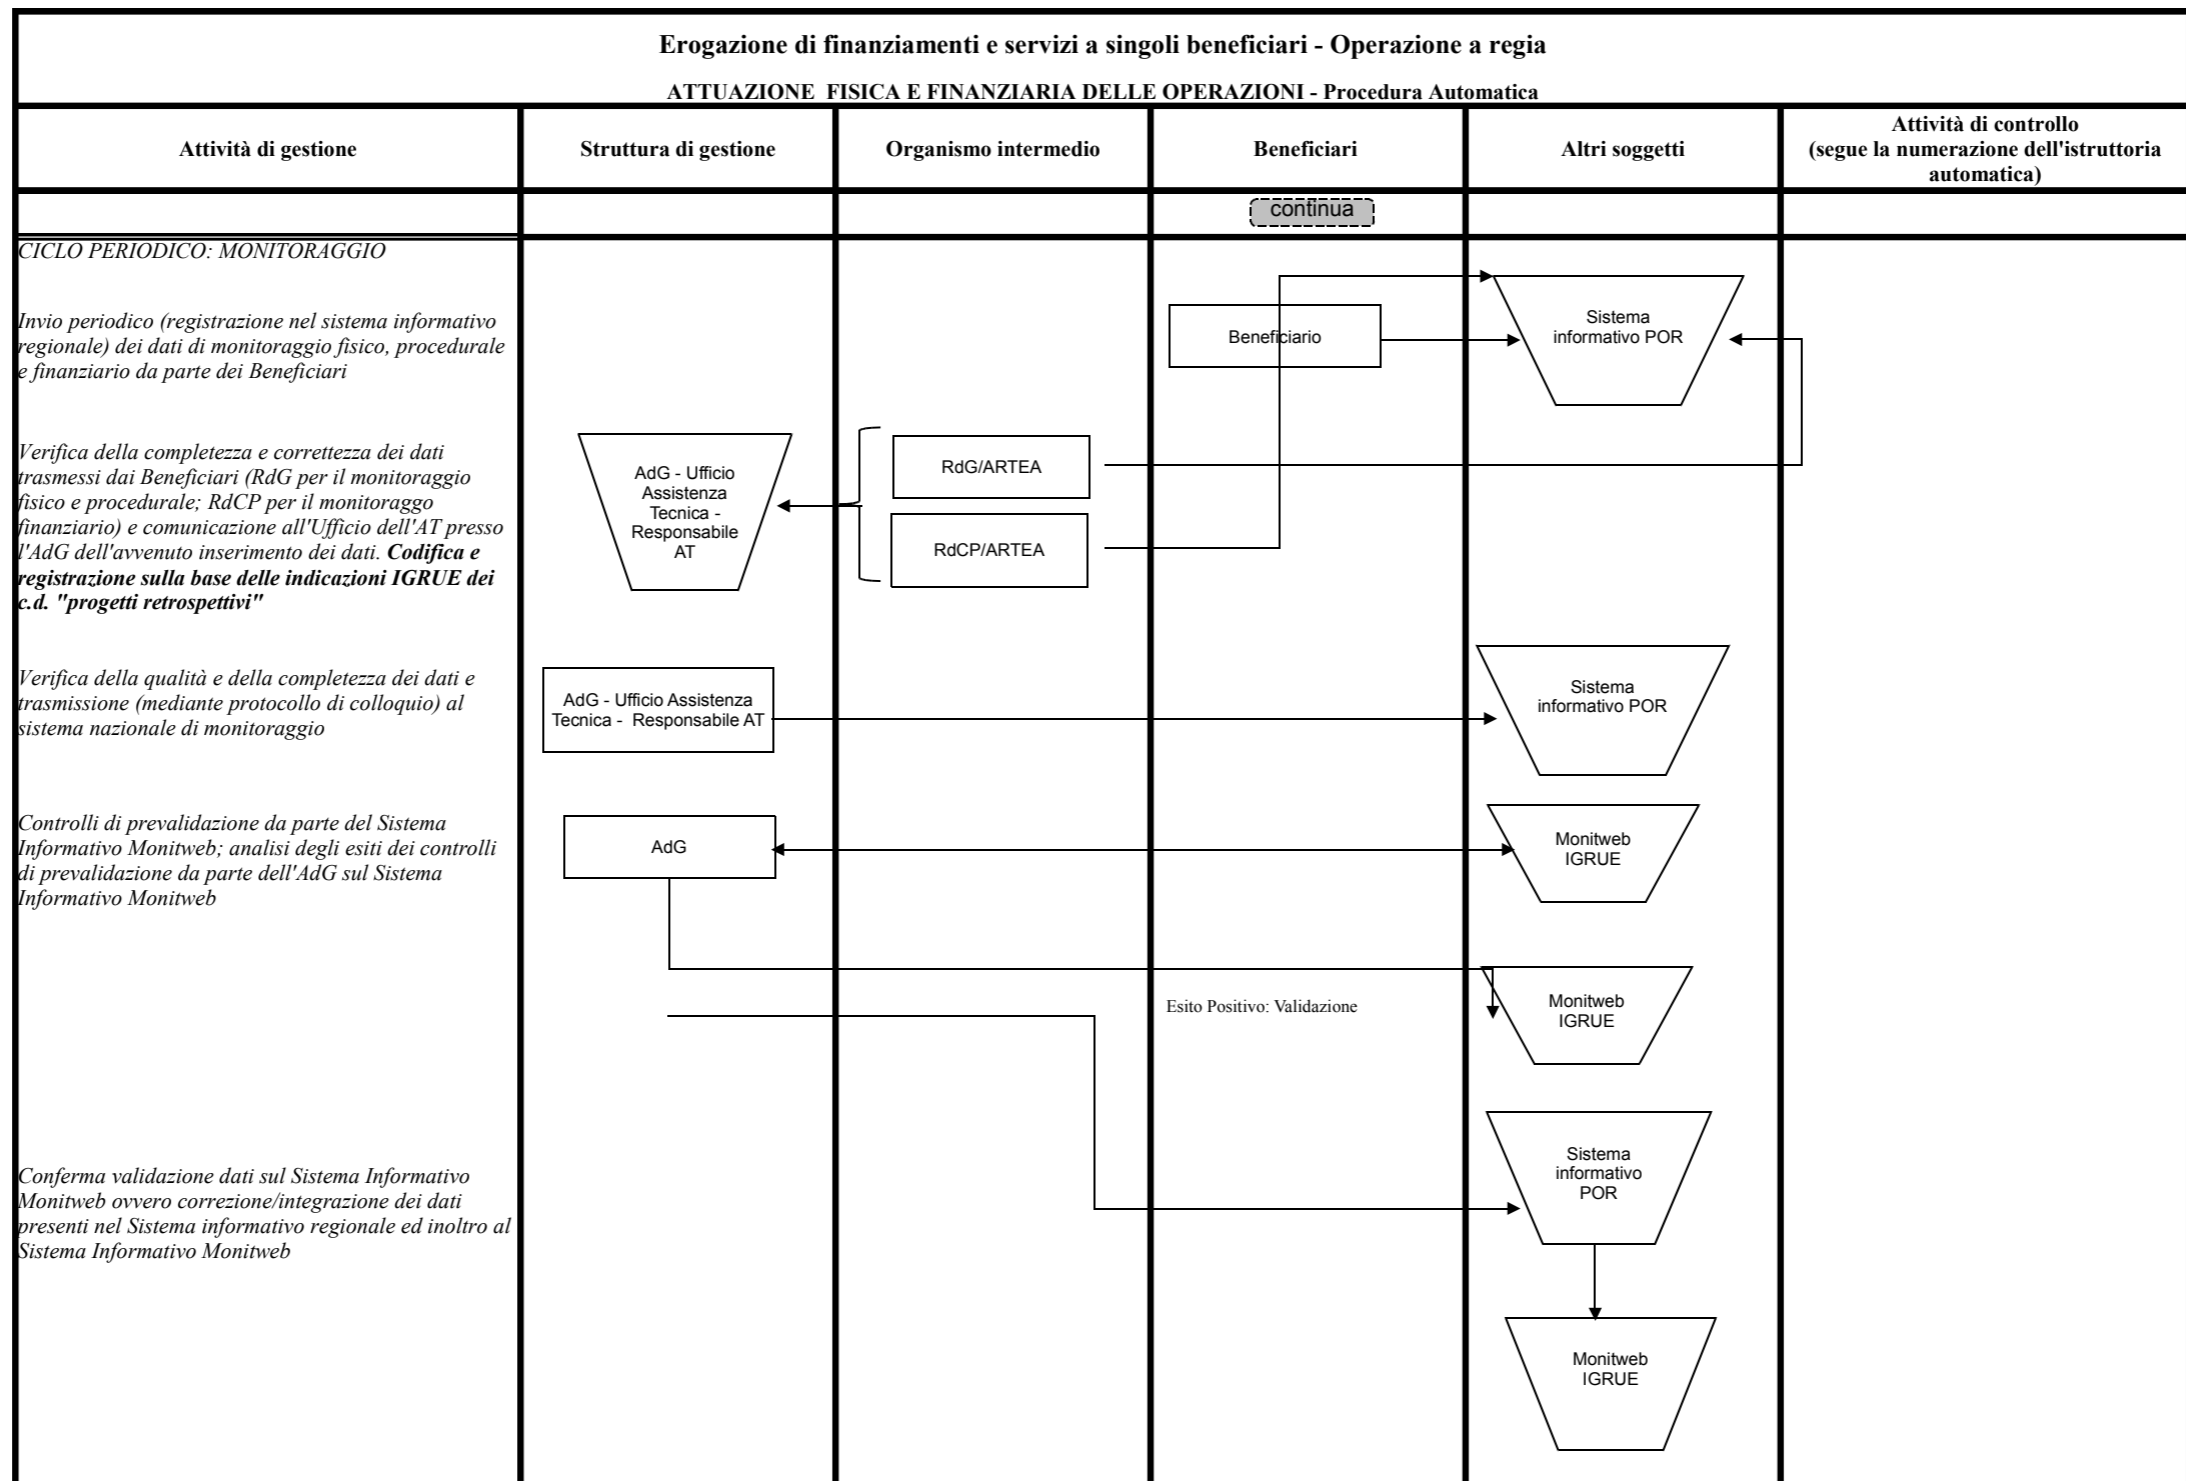 Erogazione di finanziamenti e servizi a singoli beneficiari - Operazione a regia
ATTUAZIONE FISICA E FINANZIARIA DELLE OPERAZIONI - Procedura Automatica
Attività di gestione
Struttura di gestione
Organismo intermedio
Beneficiari
Altri soggetti
Attività di controllo
(segue la numerazione dell'istruttoria
automatica)
continua
CICLO PERIODICO: MONITORAGGIO
Invio periodico (registrazione nel sistema informativo
regionale) dei dati di monitoraggio fisico, procedurale
e finanziario da parte dei Beneficiari
Beneficiario
Sistema
informativo POR
Verifica della completezza e correttezza dei dati
trasmessi dai Beneficiari (RdG per il monitoraggio
fisico e procedurale; RdCP per il monitoraggo
finanziario) e comunicazione all'Ufficio dell'AT presso
l'AdG dell'avvenuto inserimento dei dati. Codifica e
registrazione sulla base delle indicazioni IGRUE dei
c.d. "progetti retrospettivi"
AdG - Ufficio
Assistenza
Tecnica -
Responsabile
AT
RdG/ARTEA
RdCP/ARTEA
Verifica della qualità e della completezza dei dati e
trasmissione (mediante protocollo di colloquio) al
sistema nazionale di monitoraggio
AdG - Ufficio Assistenza
Tecnica - Responsabile AT
Sistema
informativo POR
Controlli di prevalidazione da parte del Sistema
Informativo Monitweb; analisi degli esiti dei controlli
di prevalidazione da parte dell'AdG sul Sistema
Informativo Monitweb
AdG
Monitweb
IGRUE
Esito Positivo: Validazione
Monitweb
IGRUE
Conferma validazione dati sul Sistema Informativo
Monitweb ovvero correzione/integrazione dei dati
presenti nel Sistema informativo regionale ed inoltro al
Sistema Informativo Monitweb
Sistema
informativo
POR
Monitweb
IGRUE